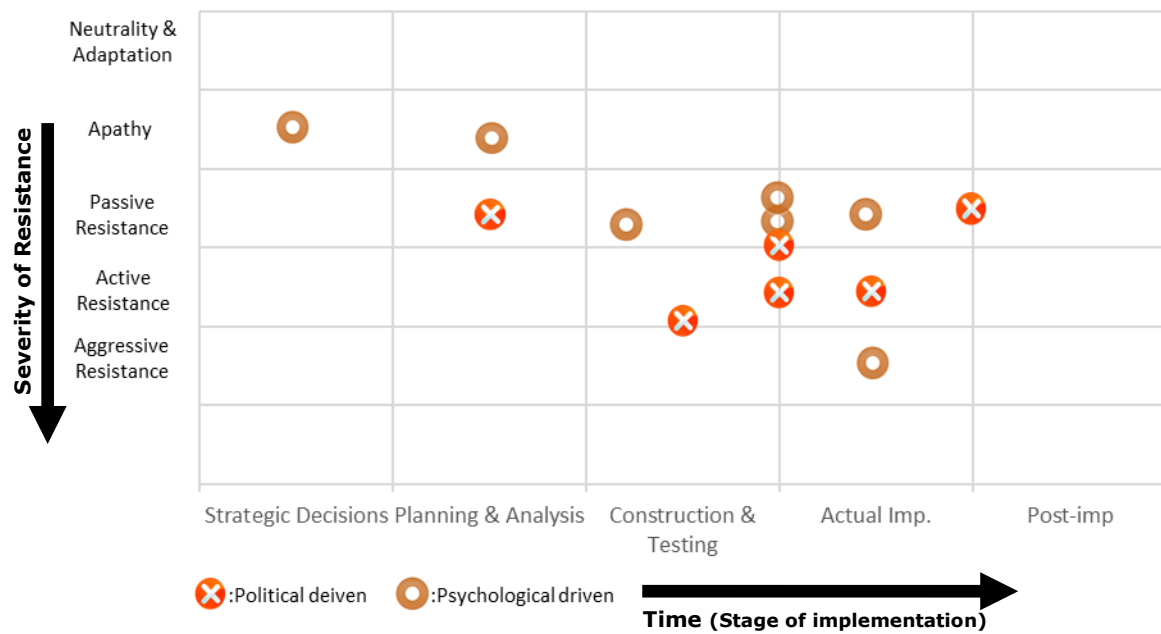 Neutrality &
Adaptation
Apathy
Passive
Resistance
Active
Resistance
Aggressive
Resistance
Severity of Resistance
Strategic Decisions
Planning & Analysis
Construction &
Testing
Actual Imp.
Post-imp
:Political deiven
:Psychological driven
Time (Stage of implementation)